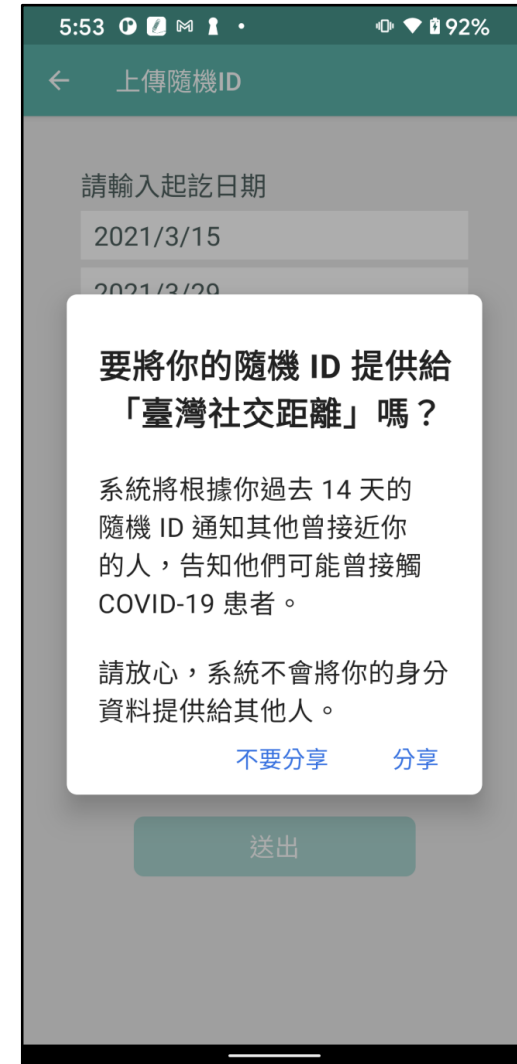 5:53 92%
上傳隨機ID
請輸入起訖日期
2021/3/15
2021/3/29
要將你的隨機 ID 提供給
「臺灣社交距離」嗎？
系統將根據你過去 14 天的
隨機 ID 通知其他曾接近你
的人，告知他們可能曾接觸
COVID-19 患者。
請放心，系統不會將你的身分
資料提供給其他人。
不要分享 分享
送出